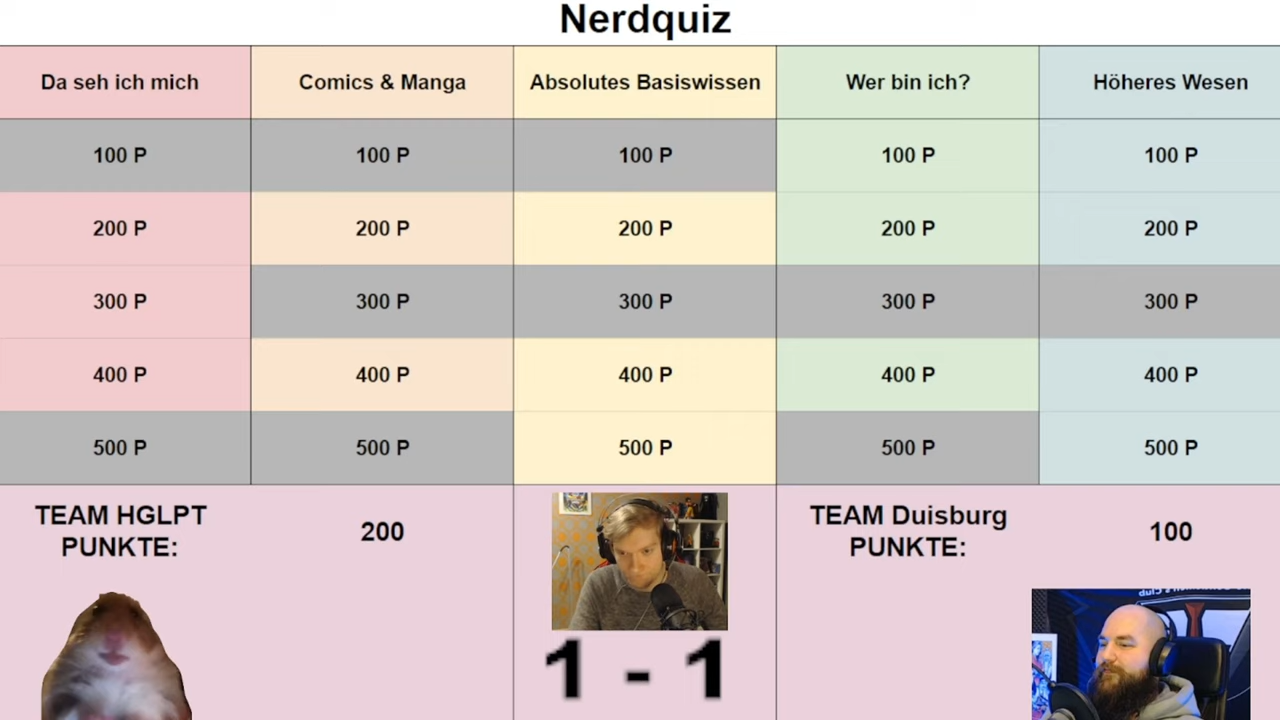 Nerdquiz
Da seh ich mich	Comics & Manga	Absolutes Basiswissen	Wer bin ich?	Höheres Wesen
100 P	100 P	100 P	100 P	100 P
200 P	200 P	200 P	200 P	200 P
300 P	300 P	300 P	300 P	300 P
400 P	400 P	400 P	400 P	400 P
500 P	500 P	500 P	500 P	500 P
TEAM HGLPT
PUNKTE:
200
TEAM Duisburg
PUNKTE:
100
1 - 1